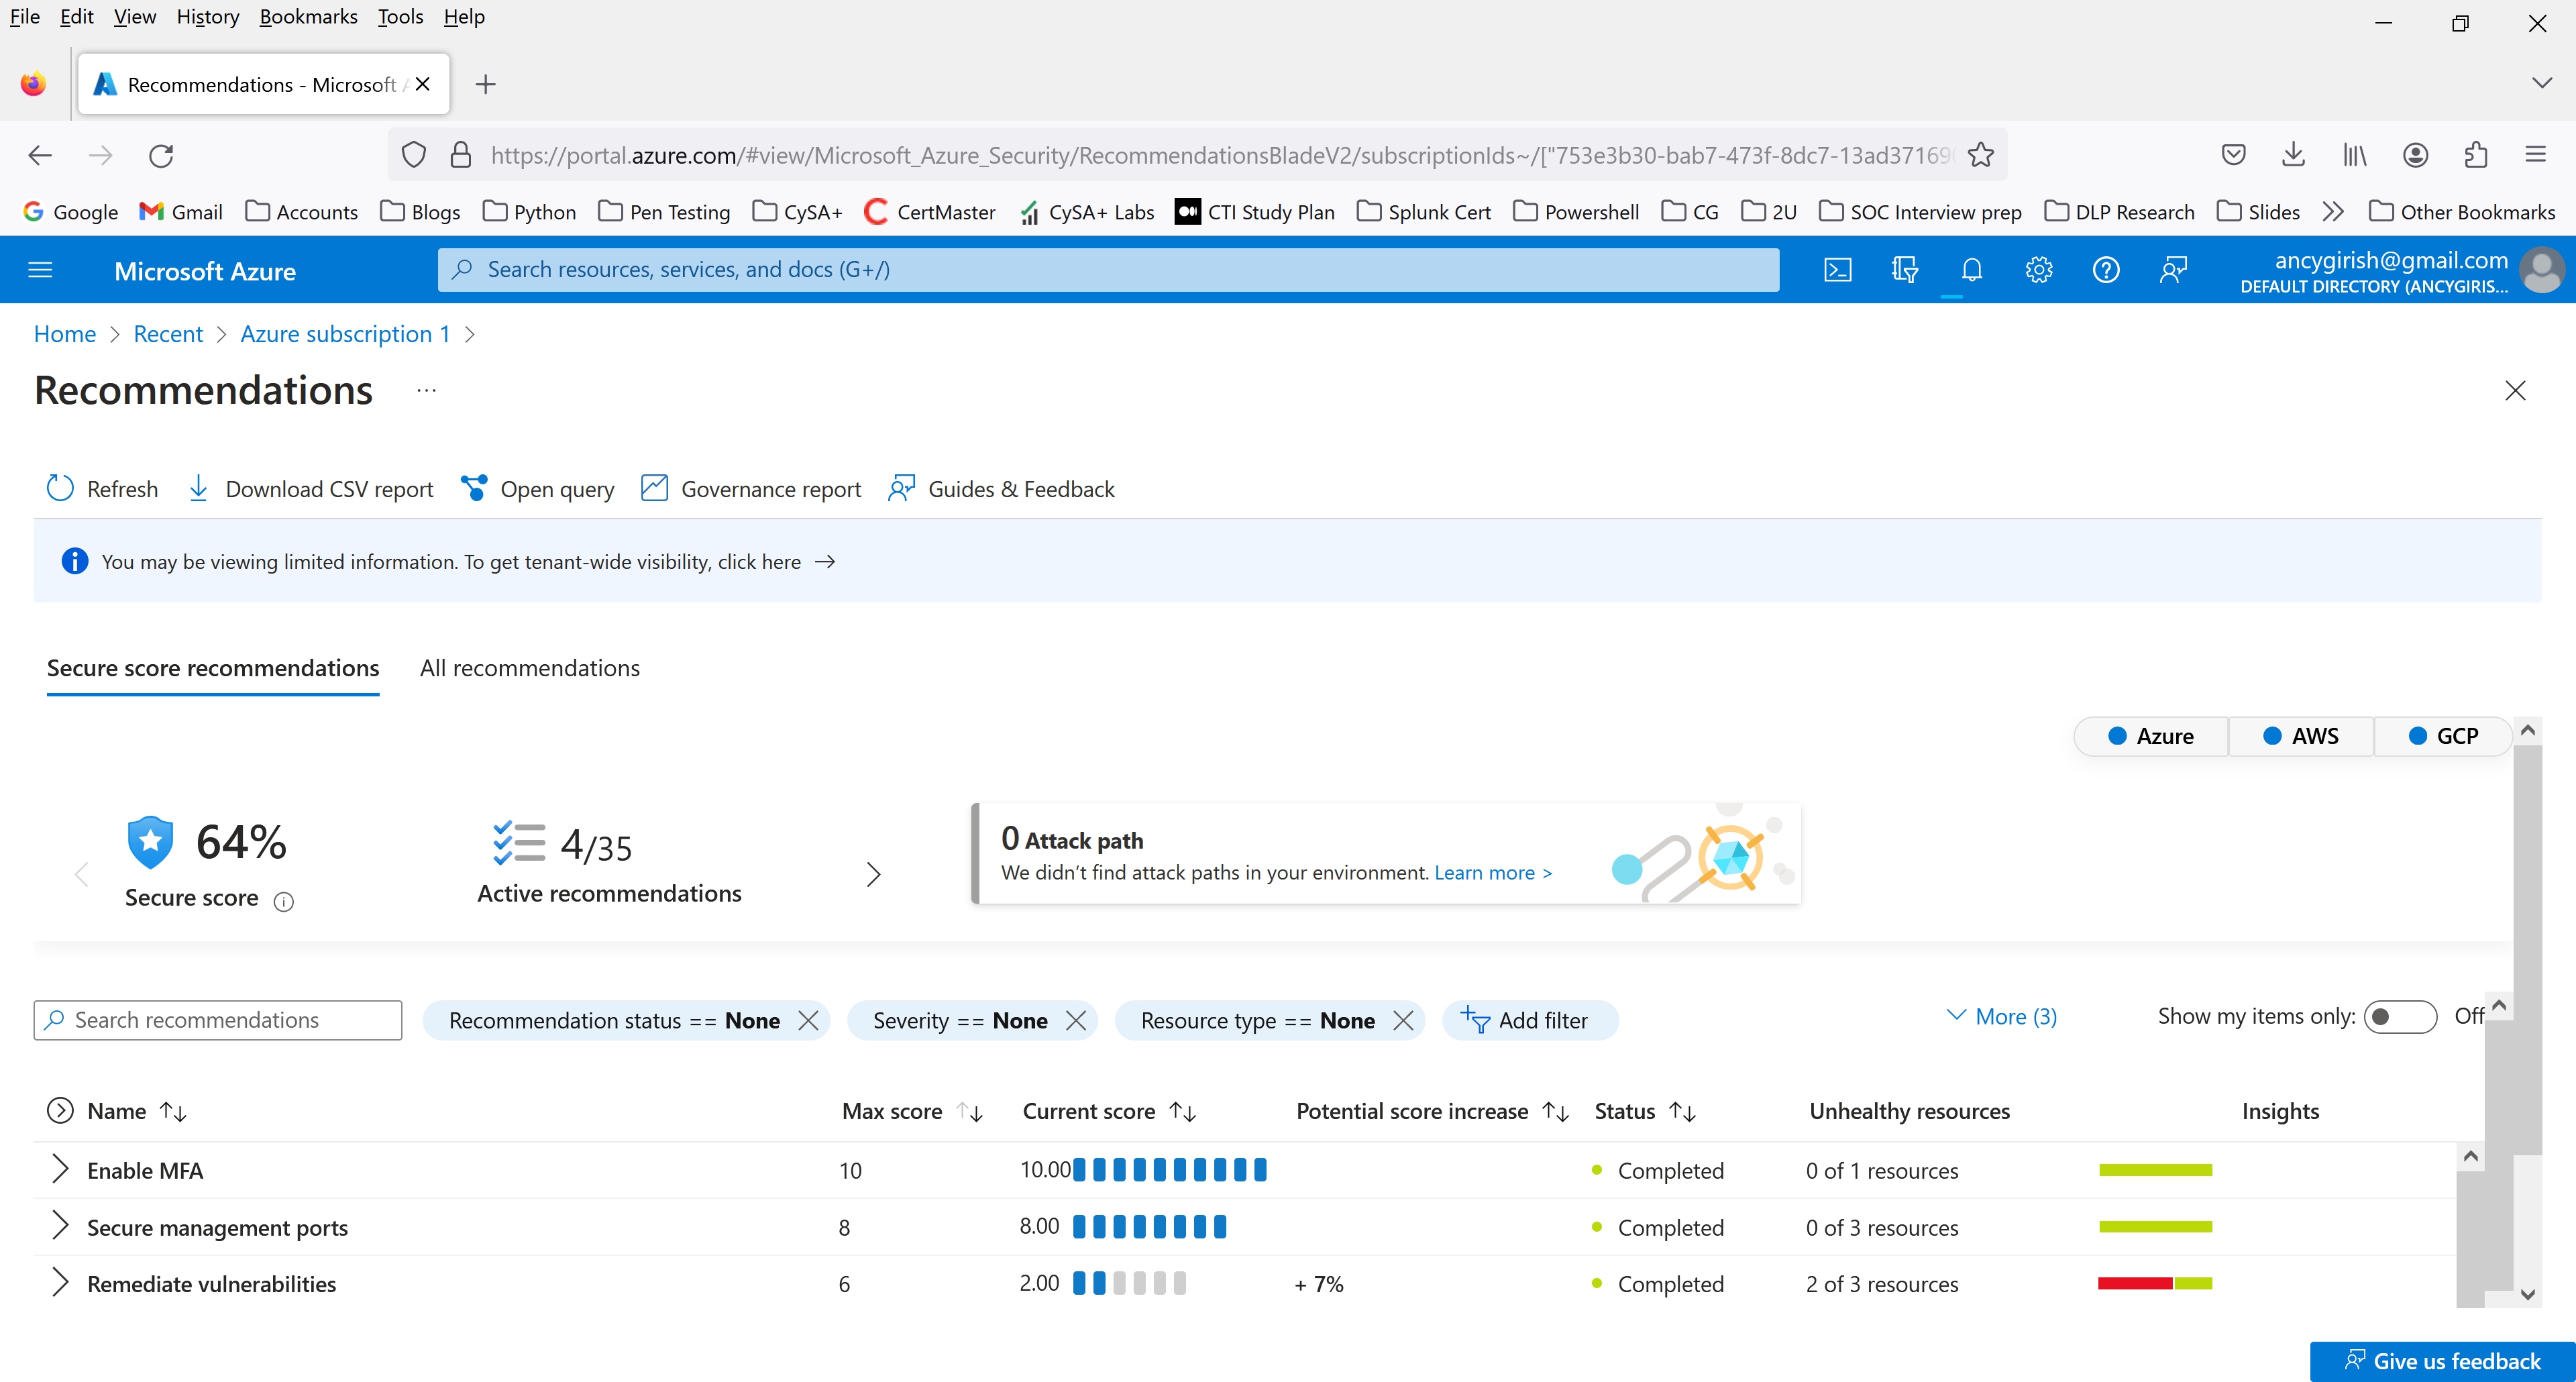 File Edit View History Bookmarks Tools Help
Recommendations - Microsoft
https://portal.azure.com/#view/Microsoft_Azure_Security/RecommendationsBladeV2/subscriptionIds~/["753e3b30-bab7-473f-8dc7-13ad37169
Google Gmail Accounts Blogs Python Pen Testing CySA+ CertMaster CySA+ Labs CTI Study Plan Splunk Cert Powershell CG 2U SOC Interview prep DLP Research Slides Other Bookmarks
Microsoft Azure
Search resources, services, and docs (G+/)
ancygirish@gmail.com
DEFAULT DIRECTORY (ANCYGIRIS...
Home > Recent > Azure subscription 1 >
Recommendations ...
Refresh Download CSV report Open query Governance report Guides & Feedback
You may be viewing limited information. To get tenant-wide visibility, click here →
Secure score recommendations All recommendations
Azure AWS GCP
64%
Secure score
4/35
Active recommendations
0 Attack path
We didn't find attack paths in your environment. Learn more >
Search recommendations Recommendation status == None Severity == None Resource type == None Add filter More (3) Show my items only: Off
Name Max score Current score Potential score increase Status Unhealthy resources Insights
Enable MFA 10 10.00 Completed 0 of 1 resources
Secure management ports 8 8.00 Completed 0 of 3 resources
Remediate vulnerabilities 6 2.00 + 7% Completed 2 of 3 resources
Give us feedback